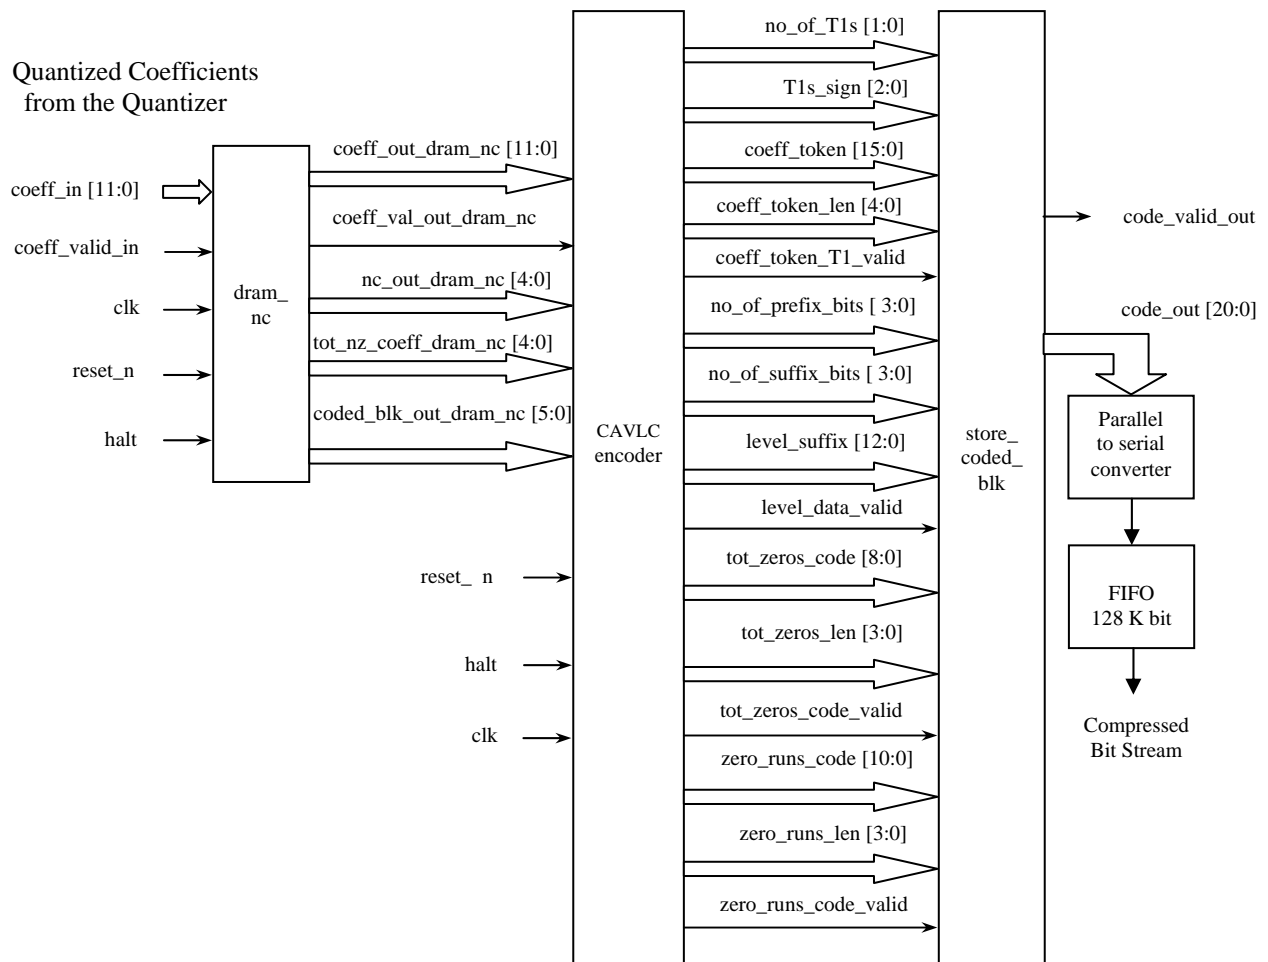 Quantized Coefficients
from the Quantizer
coeff_in [11:0]
coeff_valid_in
clk
reset_n
halt
dram_
nc
coeff_out_dram_nc [11:0]
coeff_val_out_dram_nc
nc_out_dram_nc [4:0]
tot_nz_coeff_dram_nc [4:0]
coded_blk_out_dram_nc [5:0]
reset_ n
halt
clk
CAVLC
encoder
no_of_T1s [1:0]
T1s_sign [2:0]
coeff_token [15:0]
coeff_token_len [4:0]
coeff_token_T1_valid
no_of_prefix_bits [ 3:0]
no_of_suffix_bits [ 3:0]
level_suffix [12:0]
level_data_valid
tot_zeros_code [8:0]
tot_zeros_len [3:0]
tot_zeros_code_valid
zero_runs_code [10:0]
zero_runs_len [3:0]
zero_runs_code_valid
store_
coded_
blk
code_valid_out
code_out [20:0]
Parallel
to serial
converter
FIFO
128 K bit
Compressed
Bit Stream